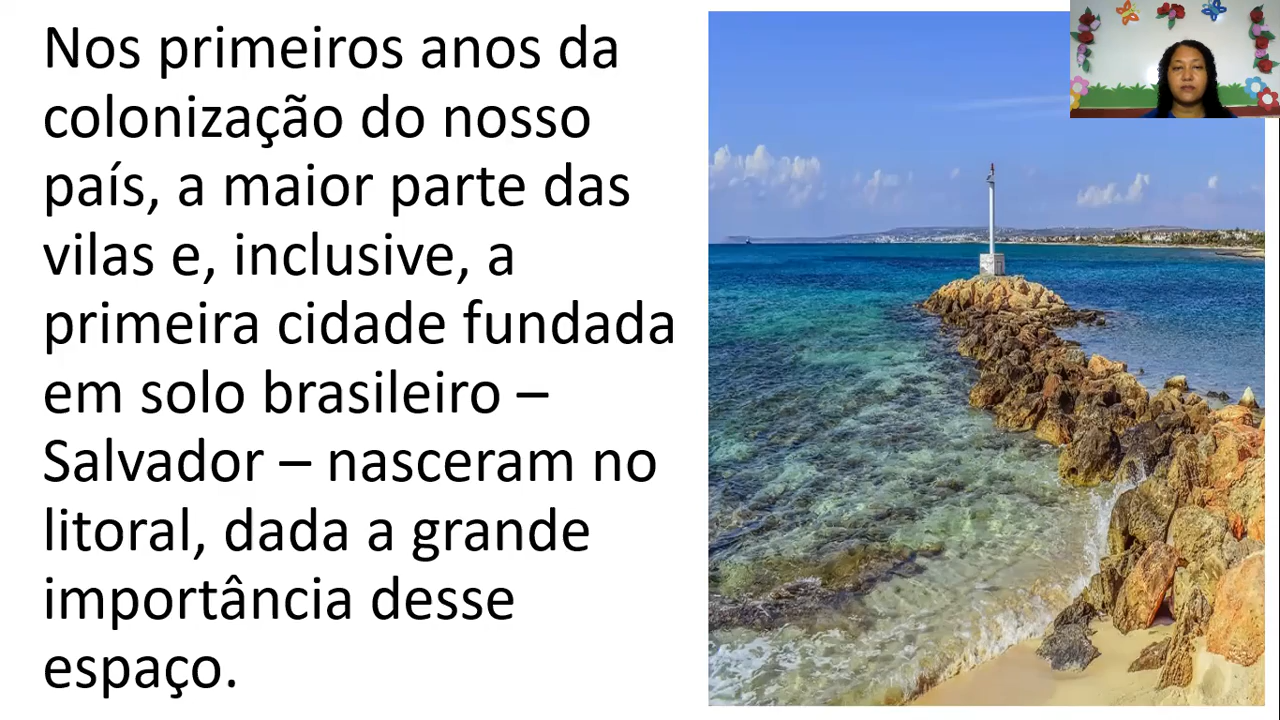 Nos primeiros anos da
colonização do nosso
país, a maior parte das
vilas e, inclusive, a
primeira cidade fundada
em solo brasileiro –
Salvador – nasceram no
litoral, dada a grande
importância desse
espaço.